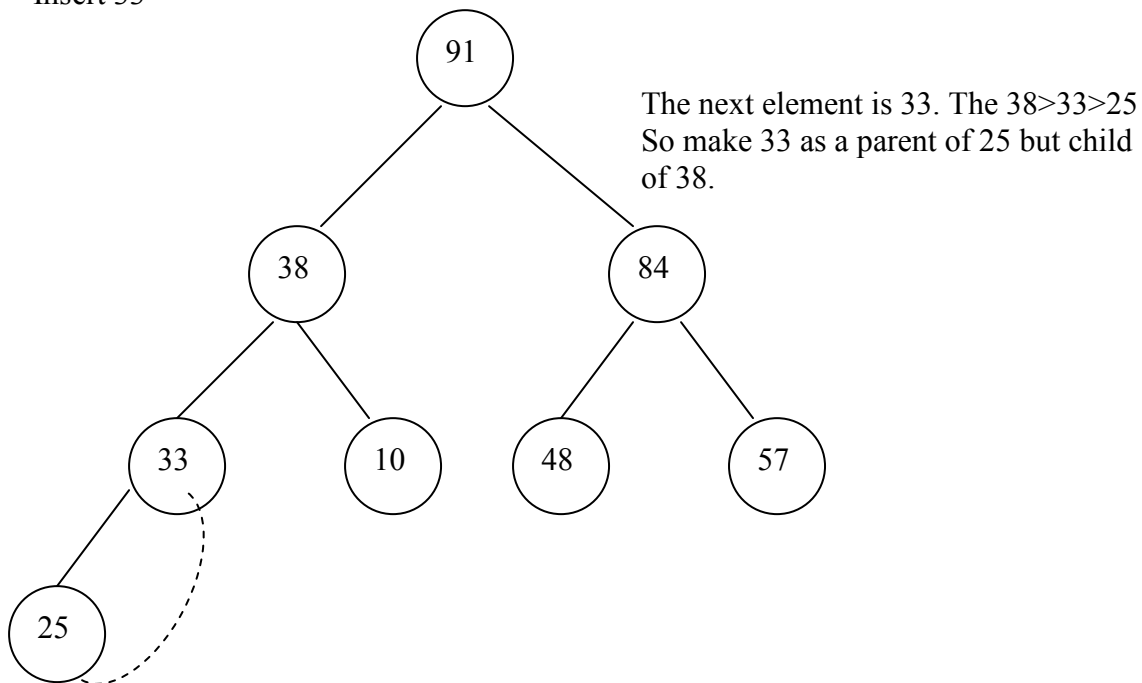 Insert 33
91
The next element is 33. The 38>33>25
So make 33 as a parent of 25 but child
of 38.
38
84
33
10
48
57
25